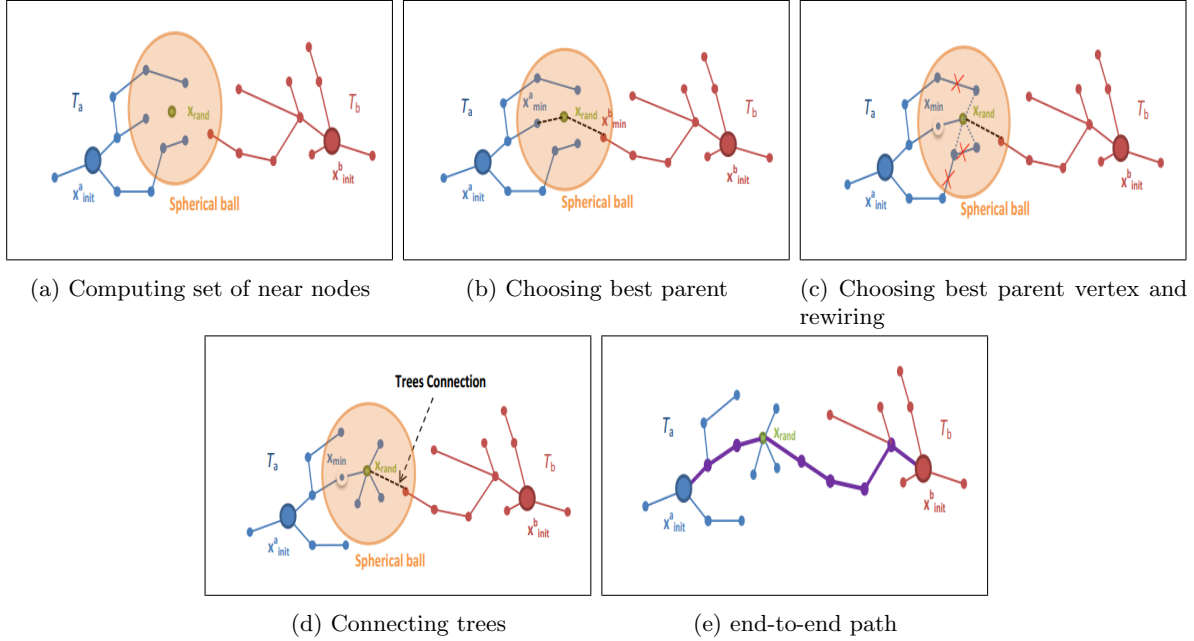 T_a
x_rand
T_b
x^a_init
x^b_init
Spherical ball
(a) Computing set of near nodes
T_a
x^a_min
x_rand
x^b_min
T_b
x^a_init
x^b_init
Spherical ball
(b) Choosing best parent
T_a
x_min
x_rand
T_b
x^a_init
x^b_init
Spherical ball
(c) Choosing best parent vertex and
rewiring
Trees Connection
T_a
x_min
x_rand
T_b
x^a_init
x^b_init
Spherical ball
(d) Connecting trees
T_a
x_rand
T_b
x^a_init
x^b_init
(e) end-to-end path